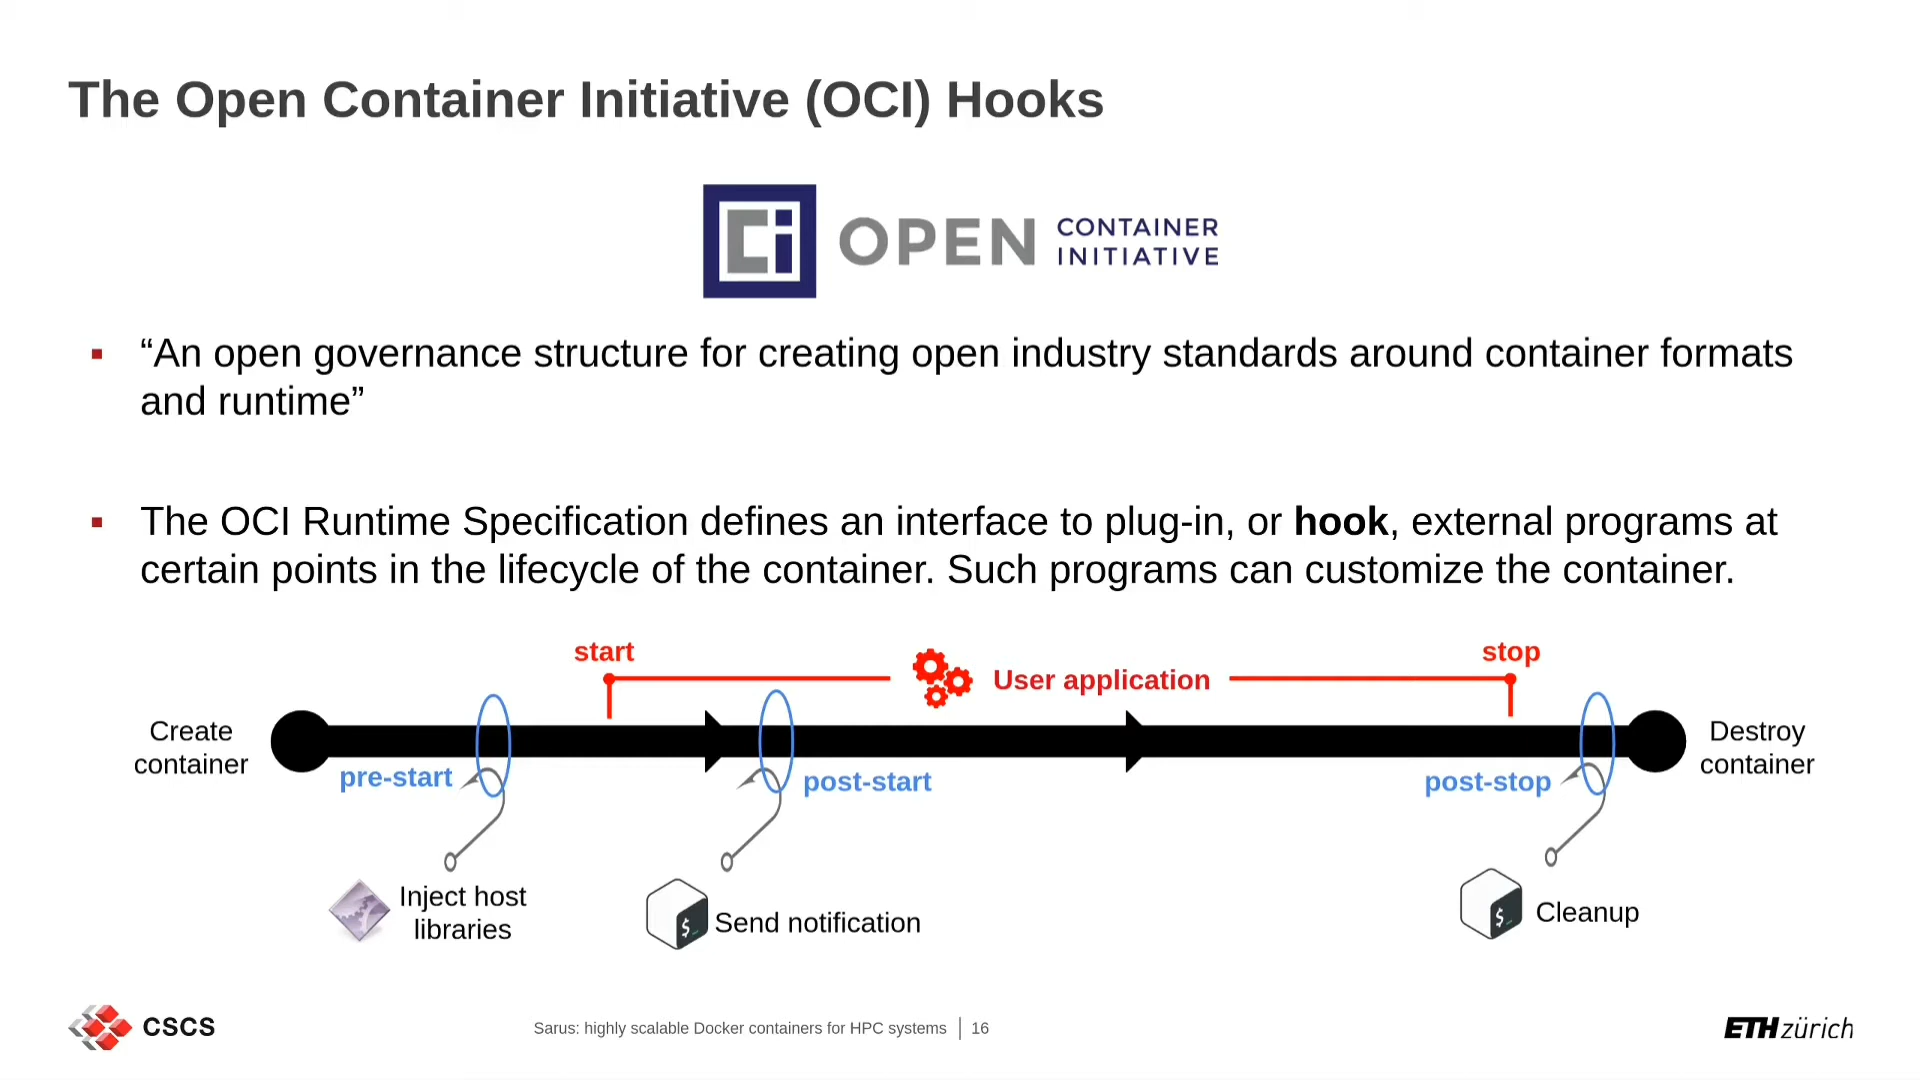 The Open Container Initiative (OCI) Hooks
Ci OPEN CONTAINER
INITIATIVE
“An open governance structure for creating open industry standards around container formats
and runtime”
The OCI Runtime Specification defines an interface to plug-in, or hook, external programs at
certain points in the lifecycle of the container. Such programs can customize the container.
start
User application
stop
Create
container
pre-start
post-start
post-stop
Destroy
container
Inject host
libraries
$_ Send notification
$_ Cleanup
CSCS
Sarus: highly scalable Docker containers for HPC systems | 16
ETH zürich